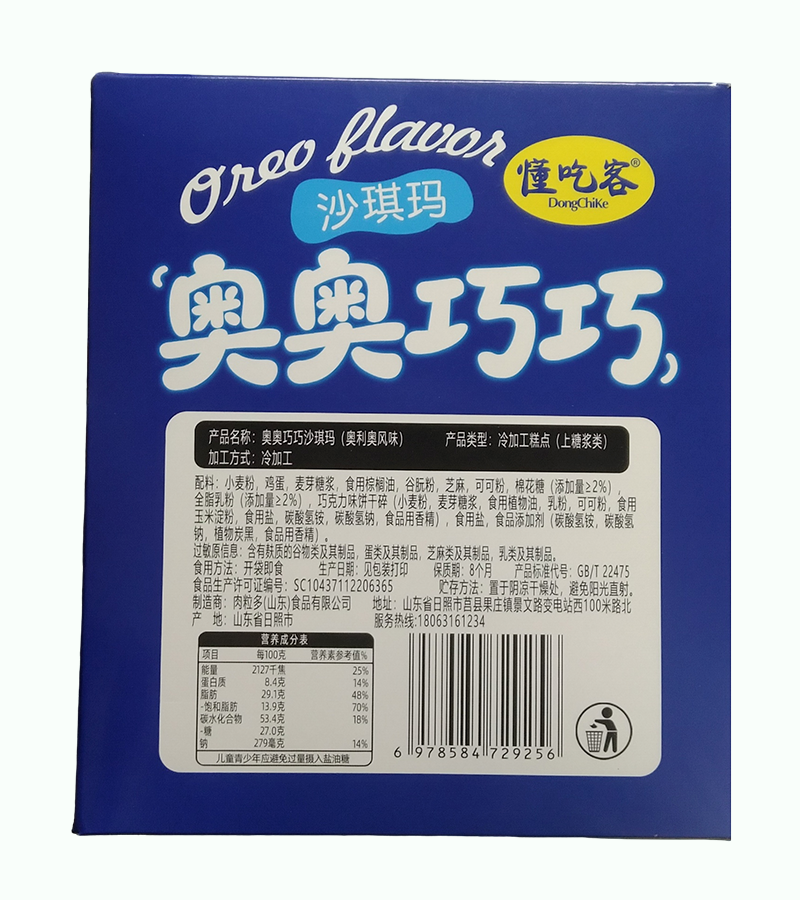 Oreo flavor
懂吃客®
DongChiKe
沙琪玛
‘奥奥巧巧’
产品名称：奥奥巧巧沙琪玛（奥利奥风味） 产品类型：冷加工糕点（上糖浆类）
加工方式：冷加工
配料：小麦粉，鸡蛋，麦芽糖浆，食用棕榈油，谷朊粉，芝麻，可可粉，棉花糖（添加量≥2%），
全脂乳粉（添加量≥2%），巧克力味饼干碎（小麦粉，麦芽糖浆，食用植物油，乳粉，可可粉，食用
玉米淀粉，食用盐，碳酸氢铵，碳酸氢钠，食品用香精），食用盐，食品添加剂（碳酸氢铵，碳酸氢
钠，植物炭黑，食品用香精）。
过敏原信息：含有麸质的谷物类及其制品，蛋类及其制品，芝麻类及其制品，乳类及其制品。
食用方法：开袋即食 生产日期：见包装打印 保质期：8个月 产品标准代号：GB/T 22475
食品生产许可证编号：SC10437112206365 贮存方法：置于阴凉干燥处，避免阳光直射。
制造商：肉粒多(山东)食品有限公司 地址：山东省日照市莒县果庄镇景文路变电站西100米路北
产 地：山东省日照市 服务热线:18063161234
营养成分表
项目 每100克 营养素参考值%
能量 2127千焦 25%
蛋白质 8.4克 14%
脂肪 29.1克 48%
-饱和脂肪 13.9克 70%
碳水化合物 53.4克 18%
-糖 27.0克
钠 279毫克 14%
儿童青少年应避免过量摄入盐油糖
6 978584 729256